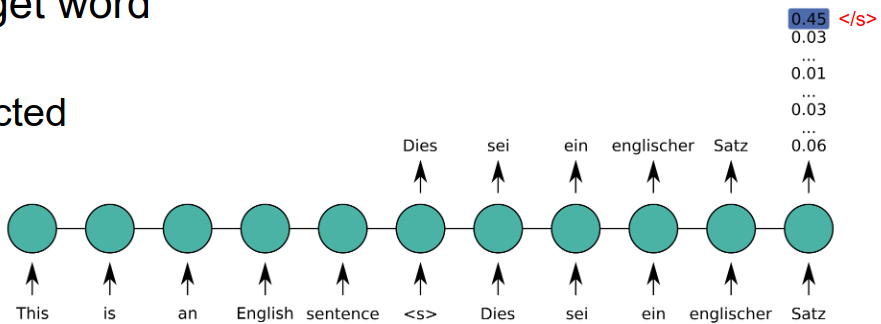 get word
cted
0.45 </s>
0.03
...
0.01
...
0.03
...
0.06
Dies sei ein englischer Satz
This is an English sentence <s> Dies sei ein englischer Satz